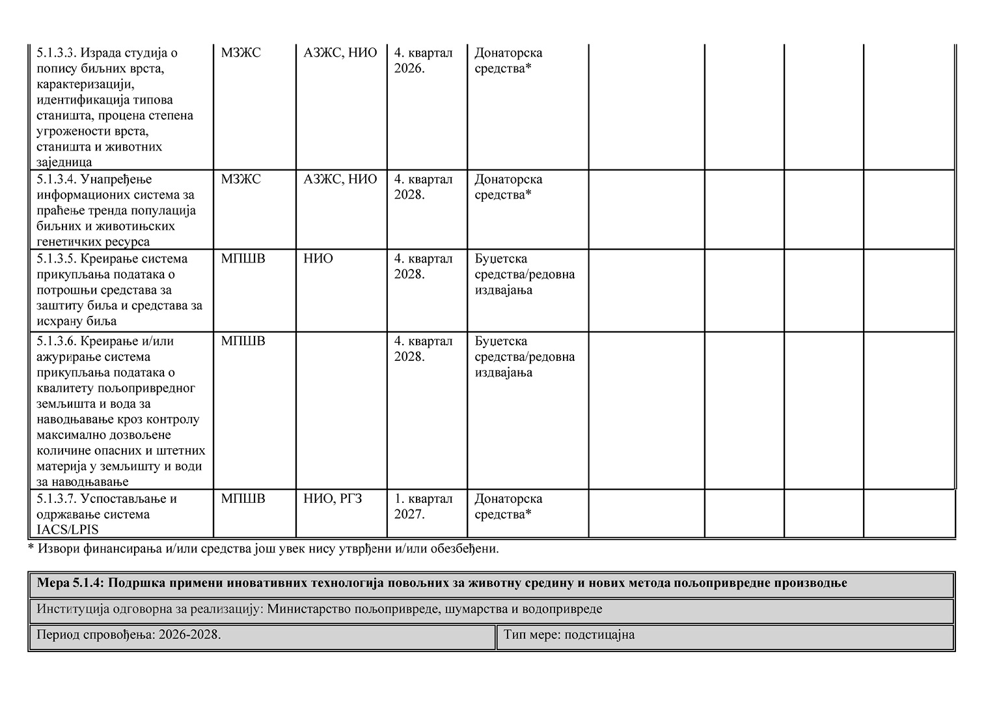 5.1.3.3. Израда студија о
попису биљних врста,
карактеризацији,
идентификација типова
станишта, процена степена
угрожености врста,
станишта и животних
заједница
МЗЖС
АЗЖС, НИО
4. квартал
2026.
Донаторска
средства*
5.1.3.4. Унапређење
информационих система за
праћење тренда популација
биљних и животињских
генетичких ресурса
МЗЖС
АЗЖС, НИО
4. квартал
2028.
Донаторска
средства*
5.1.3.5. Креирање система
прикупљања података о
потрошњи средстава за
заштиту биља и средстава за
исхрану биља
МПШВ
НИО
4. квартал
2028.
Буџетска
средства/редовна
издвајања
5.1.3.6. Креирање и/или
ажурирање система
прикупљања података о
квалитету пољопривредног
земљишта и вода за
наводњавање кроз контролу
максимално дозвољене
количине опасних и штетних
материја у земљишту и води
за наводњавање
МПШВ
4. квартал
2028.
Буџетска
средства/редовна
издвајања
5.1.3.7. Успостављање и
одржавање система
IACS/LPIS
МПШВ
НИО, РГЗ
1. квартал
2027.
Донаторска
средства*
* Извори финансирања и/или средства још увек нису утврђени и/или обезбеђени.
Мера 5.1.4: Подршка примени иновативних технологија повољних за животну средину и нових метода пољопривредне производње
Институција одговорна за реализацију: Министарство пољопривреде, шумарства и водопривреде
Период спровођења: 2026-2028.
Тип мере: подстицајна